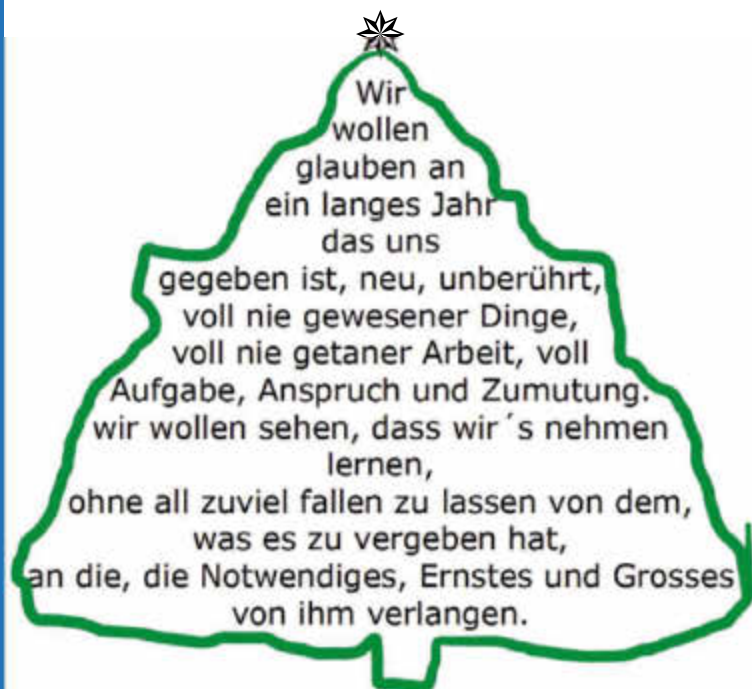 Wir
wollen
glauben an
ein langes Jahr
das uns
gegeben ist, neu, unberührt,
voll nie gewesener Dinge,
voll nie getaner Arbeit, voll
Aufgabe, Anspruch und Zumutung.
wir wollen sehen, dass wir´s nehmen
lernen,
ohne all zuviel fallen zu lassen von dem,
was es zu vergeben hat,
an die, die Notwendiges, Ernstes und Grosses
von ihm verlangen.